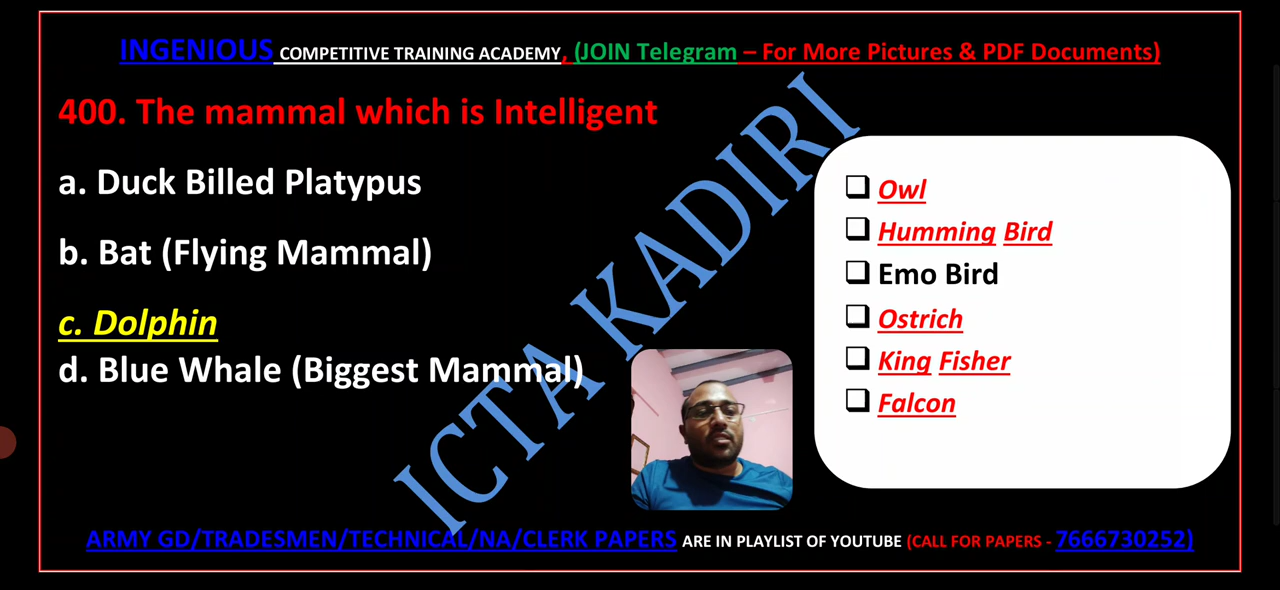 INGENIOUS COMPETITIVE TRAINING ACADEMY, (JOIN Telegram – For More Pictures & PDF Documents)
400. The mammal which is Intelligent
a. Duck Billed Platypus
b. Bat (Flying Mammal)
c. Dolphin
d. Blue Whale (Biggest Mammal)
ICTA KADIRI
Owl
Humming Bird
Emo Bird
Ostrich
King Fisher
Falcon
ARMY GD/TRADESMEN/TECHNICAL/NA/CLERK PAPERS ARE IN PLAYLIST OF YOUTUBE (CALL FOR PAPERS - 7666730252)